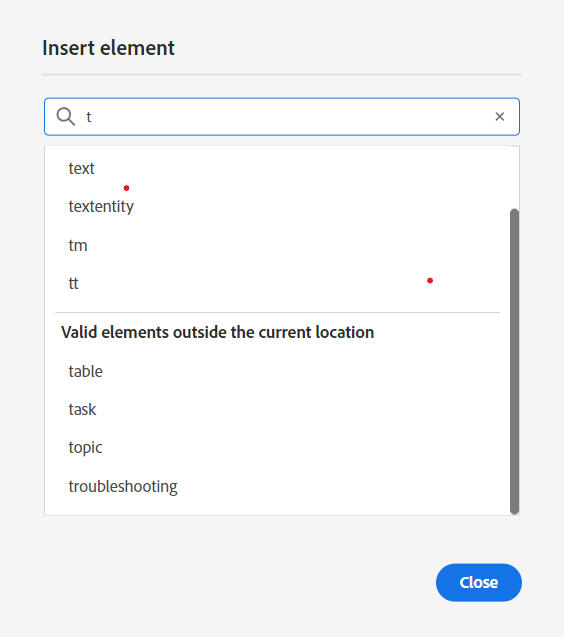 Insert element
t
text
textentity
tm
tt
Valid elements outside the current location
table
task
topic
troubleshooting
Close